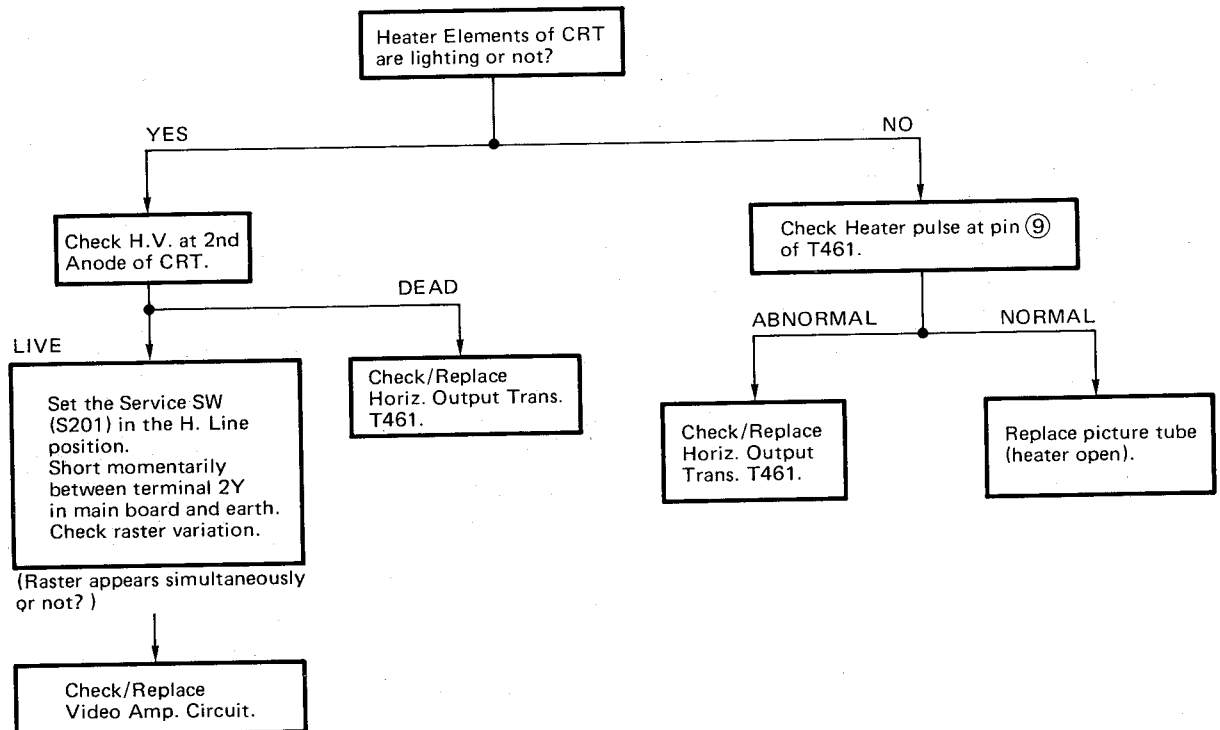 Heater Elements of CRT
are lighting or not?
YES
NO
Check H.V. at 2nd
Anode of CRT.
Check Heater pulse at pin ⑨
of T461.
DEAD
LIVE
ABNORMAL
NORMAL
Set the Service SW
(S201) in the H. Line
position.
Short momentarily
between terminal 2Y
in main board and earth.
Check raster variation.
Check/Replace
Horiz. Output Trans.
T461.
Check/Replace
Horiz. Output
Trans. T461.
Replace picture tube
(heater open).
(Raster appears simultaneously
or not? )
Check/Replace
Video Amp. Circuit.